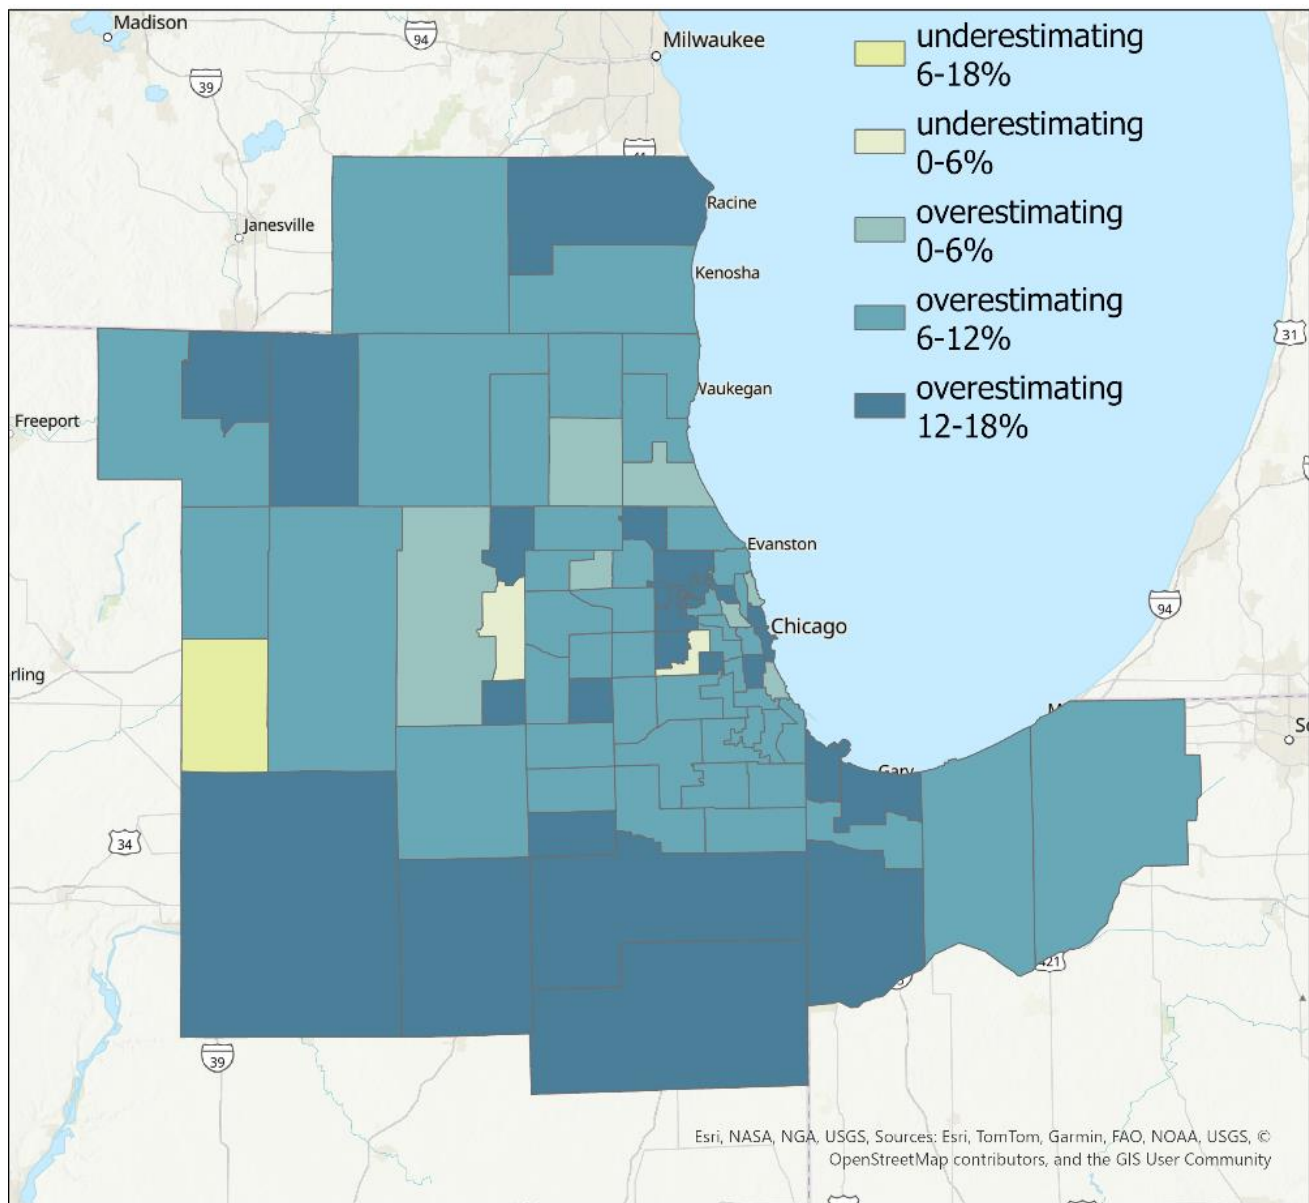 Madison
94
Milwaukee
39
underestimating
6-18%
underestimating
0-6%
overestimating
0-6%
overestimating
6-12%
overestimating
12-18%
Racine
Janesville
Kenosha
31
Waukegan
Freeport
Evanston
94
Chicago
rling
M
So
Gary
34
421
39
Esri, NASA, NGA, USGS, Sources: Esri, TomTom, Garmin, FAO, NOAA, USGS, ©
OpenStreetMap contributors, and the GIS User Community